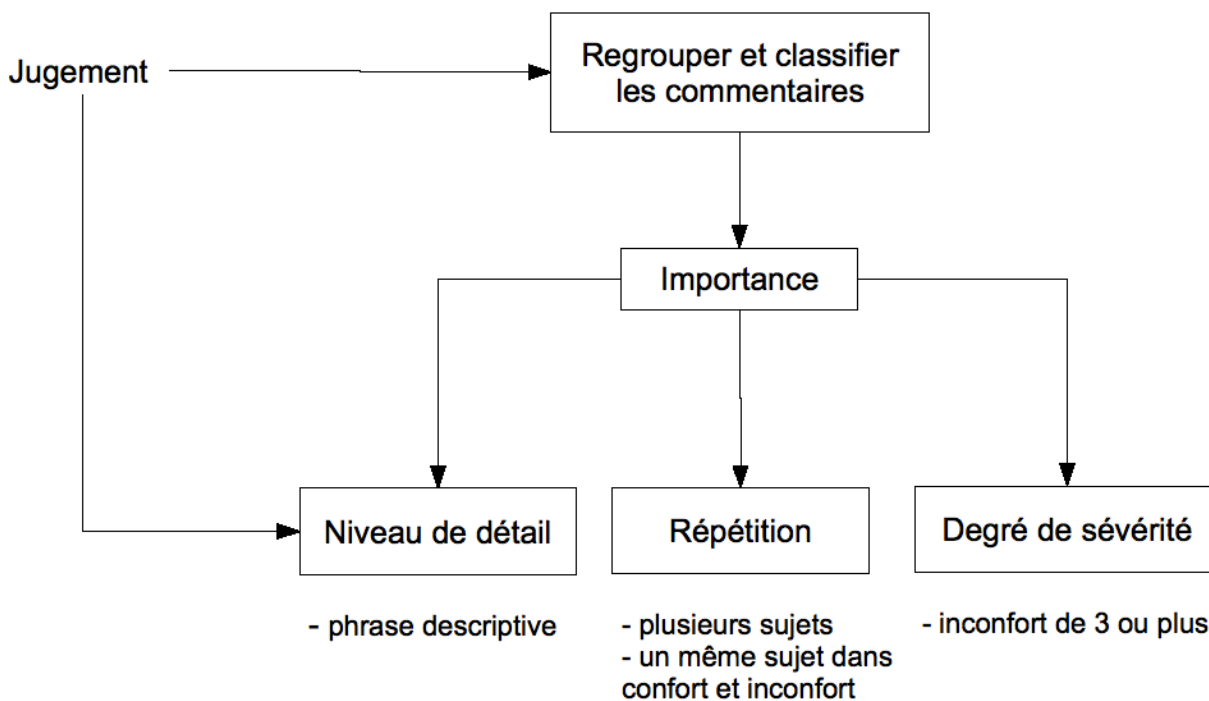 Jugement
Regrouper et classifier
les commentaires
Importance
Niveau de détail
Répétition
Degré de sévérité
- phrase descriptive
- plusieurs sujets
- un même sujet dans
confort et inconfort
- inconfort de 3 ou plus